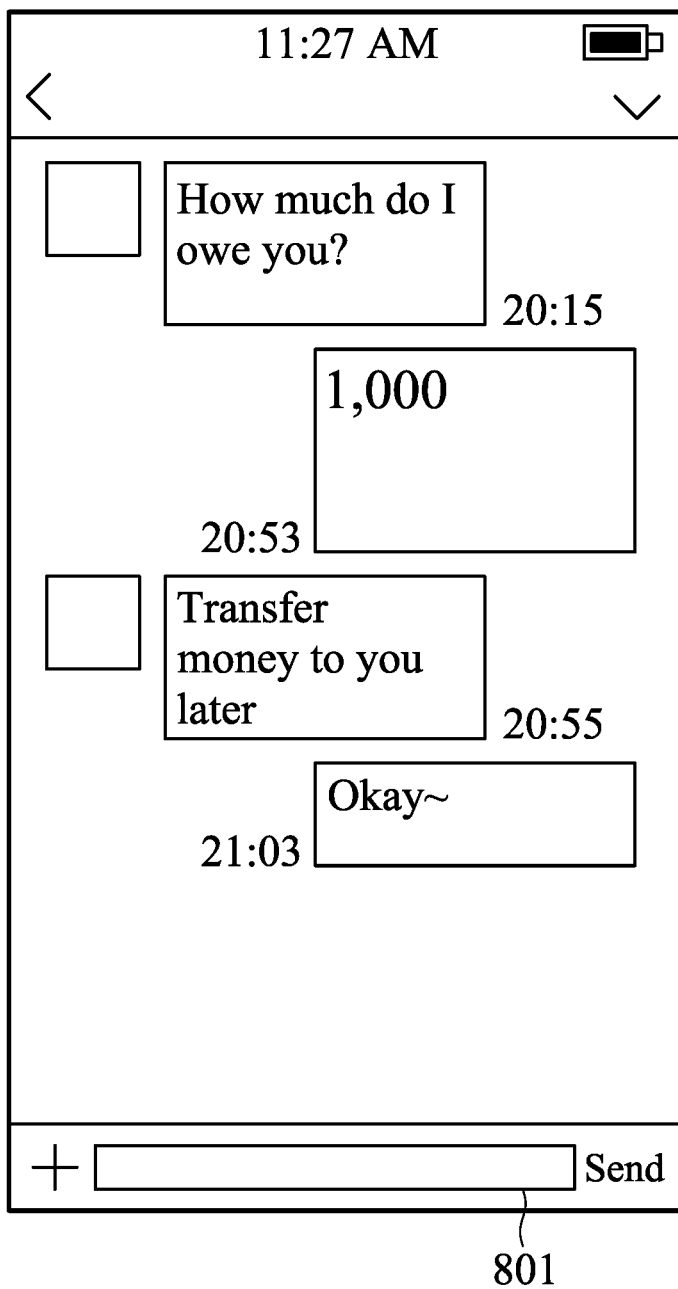 11:27 AM
How much do I
owe you?
20:15
1,000
20:53
Transfer
money to you
later
20:55
Okay~
21:03
Send
801